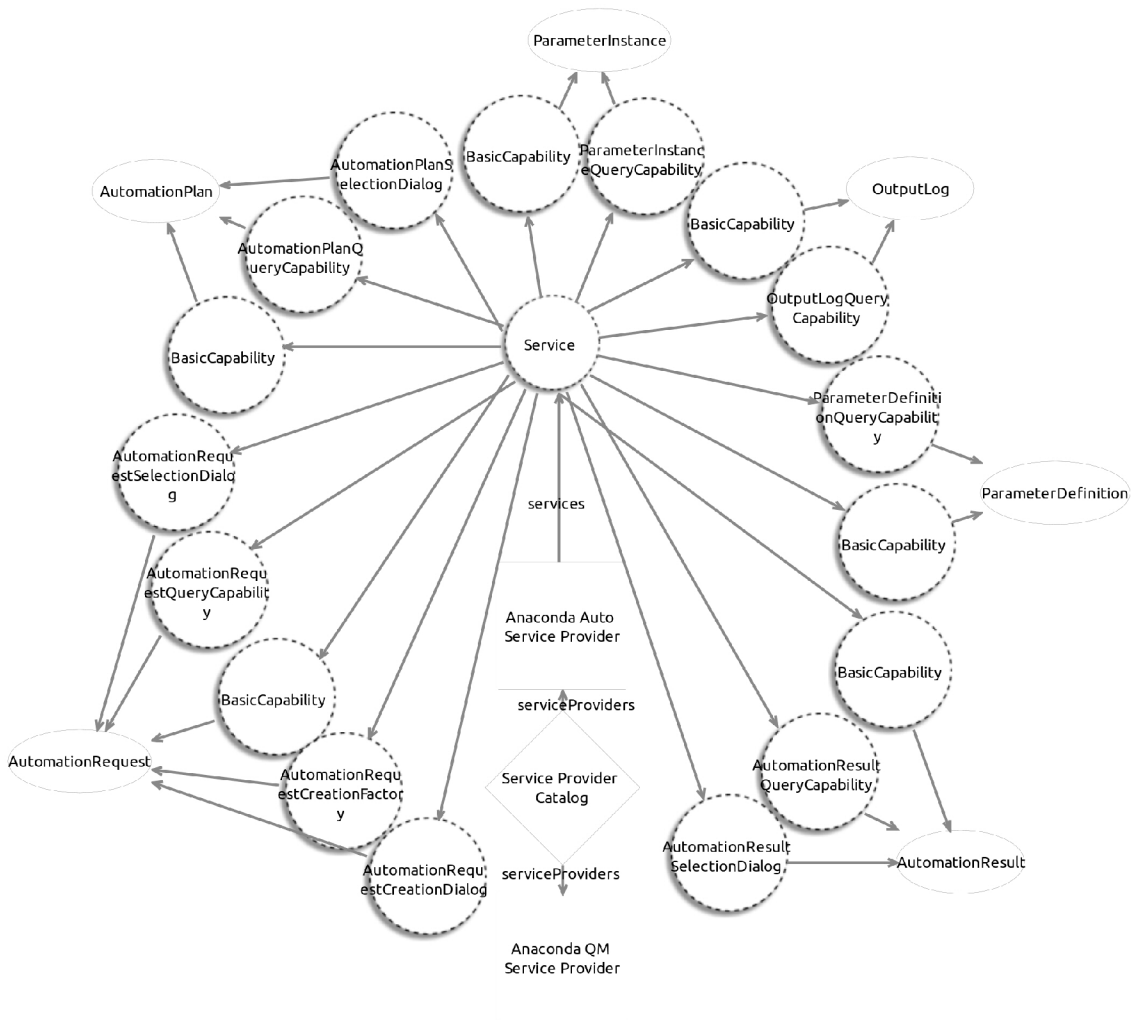 ParameterInstance
BasicCapability
ParameterInstanc
eQueryCapability
AutomationPlanS
electionDialog
AutomationPlan
OutputLog
BasicCapability
AutomationPlanQ
ueryCapability
OutputLogQuery
Capability
Service
BasicCapability
ParameterDefiniti
onQueryCapabilit
y
AutomationRequ
estSelectionDialo
g
ParameterDefinition
services
BasicCapability
AutomationRequ
estQueryCapabilit
y
Anaconda Auto
Service Provider
BasicCapability
BasicCapability
serviceProviders
AutomationRequest
AutomationResult
QueryCapability
Service Provider
Catalog
AutomationRequ
estCreationFactor
y
AutomationResult
SelectionDialog
AutomationResult
serviceProviders
AutomationRequ
estCreationDialog
Anaconda QM
Service Provider